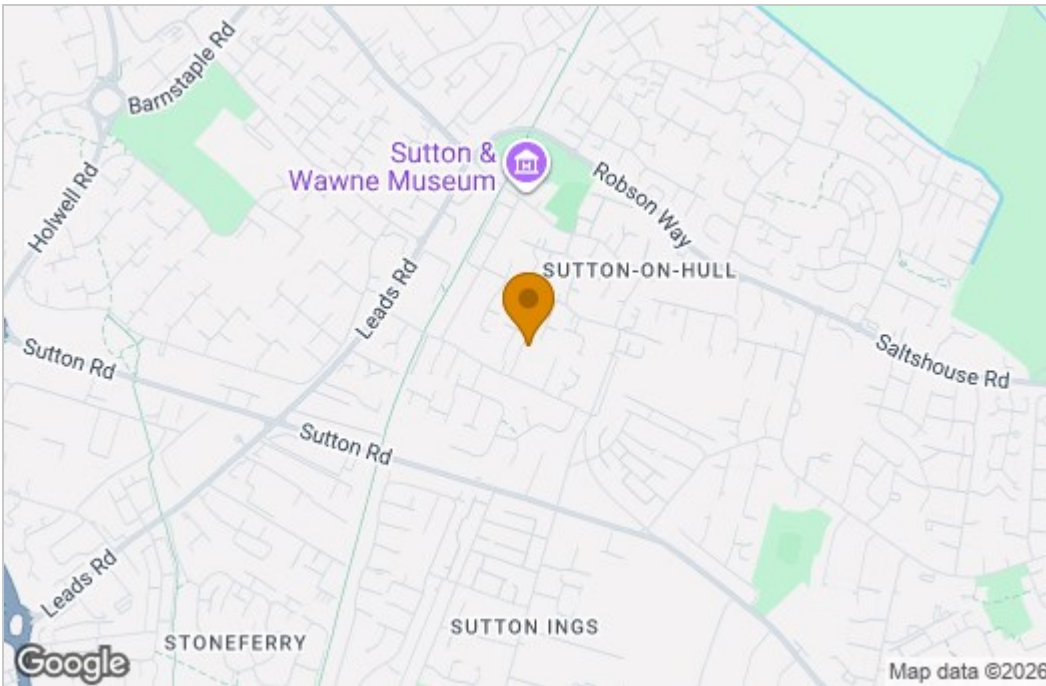 Barnstaple Rd
Sutton &
Wawne Museum
Robson Way
Holwell Rd
SUTTON-ON-HULL
Leads Rd
Saltshouse Rd
Sutton Rd
Sutton Rd
Leads Rd
SUTTON INGS
STONEFERRY
Google
Map data ©2026